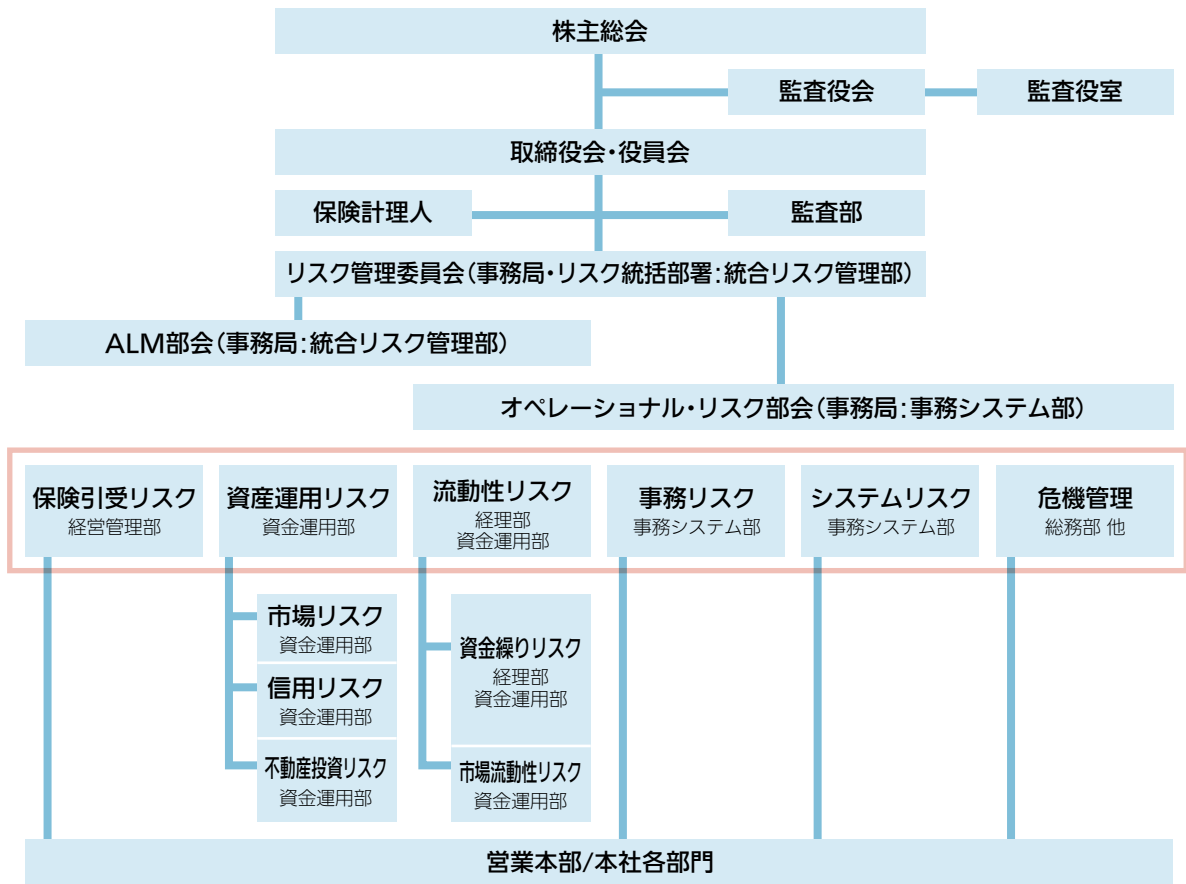 株主総会
監査役会
監査役室
取締役会・役員会
保険計理人
監査部
リスク管理委員会(事務局・リスク統括部署:統合リスク管理部)
ALM部会(事務局:統合リスク管理部)
オペレーショナル・リスク部会(事務局:事務システム部)
保険引受リスク
経営管理部
資産運用リスク
資金運用部
流動性リスク
経理部
資金運用部
事務リスク
事務システム部
システムリスク
事務システム部
危機管理
総務部 他
市場リスク
資金運用部
信用リスク
資金運用部
不動産投資リスク
資金運用部
資金繰りリスク
経理部
資金運用部
市場流動性リスク
資金運用部
営業本部/本社各部門